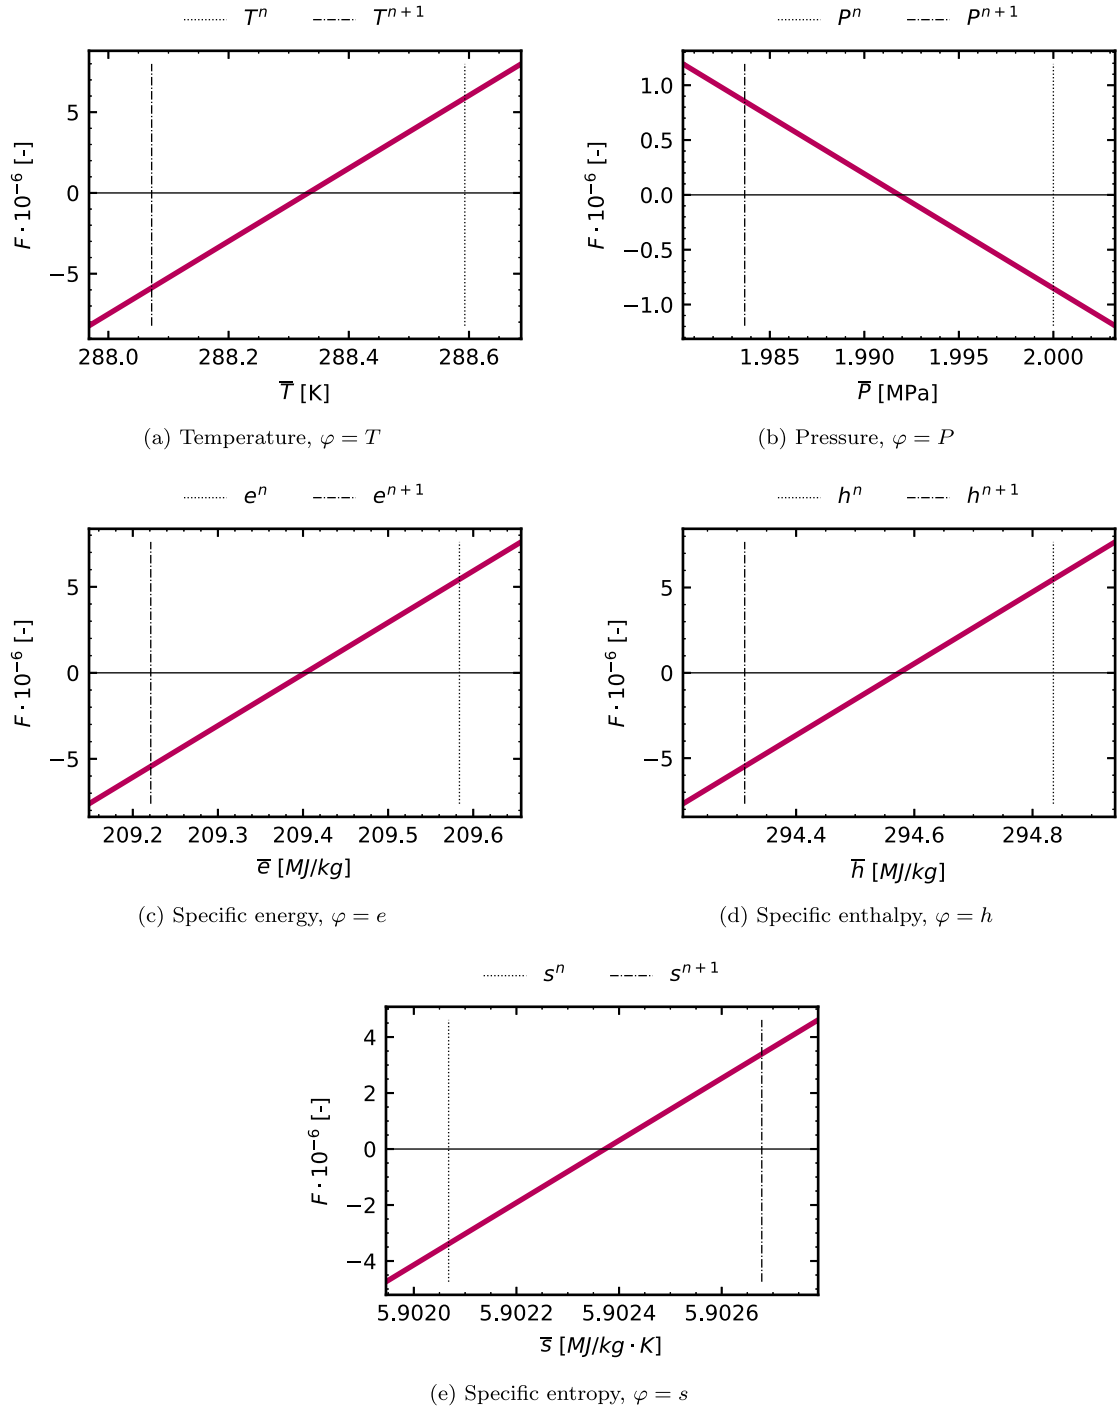 Tⁿ Tⁿ⁺¹
Pⁿ Pⁿ⁺¹
F · 10⁻⁶ [-]
5
0
−5
288.0 288.2 288.4 288.6
T̅ [K]
(a) Temperature, φ = T
F · 10⁻⁶ [-]
1.0
0.5
0.0
−0.5
−1.0
1.985 1.990 1.995 2.000
P̅ [MPa]
(b) Pressure, φ = P
eⁿ eⁿ⁺¹
hⁿ hⁿ⁺¹
F · 10⁻⁶ [-]
5
0
−5
209.2 209.3 209.4 209.5 209.6
e̅ [MJ/kg]
(c) Specific energy, φ = e
F · 10⁻⁶ [-]
5
0
−5
294.4 294.6 294.8
h̅ [MJ/kg]
(d) Specific enthalpy, φ = h
sⁿ sⁿ⁺¹
F · 10⁻⁶ [-]
4
2
0
−2
−4
5.9020 5.9022 5.9024 5.9026
s̅ [MJ/kg · K]
(e) Specific entropy, φ = s